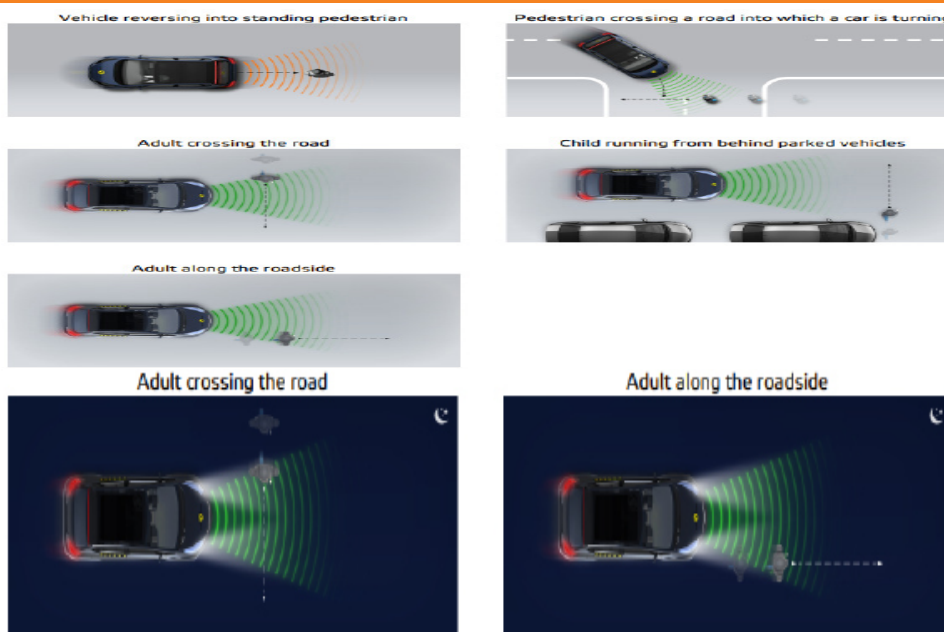 Vehicle reversing into standing pedestrian
Pedestrian crossing a road into which a car is turning
Adult crossing the road
Child running from behind parked vehicles
Adult along the roadside
Adult crossing the road
Adult along the roadside